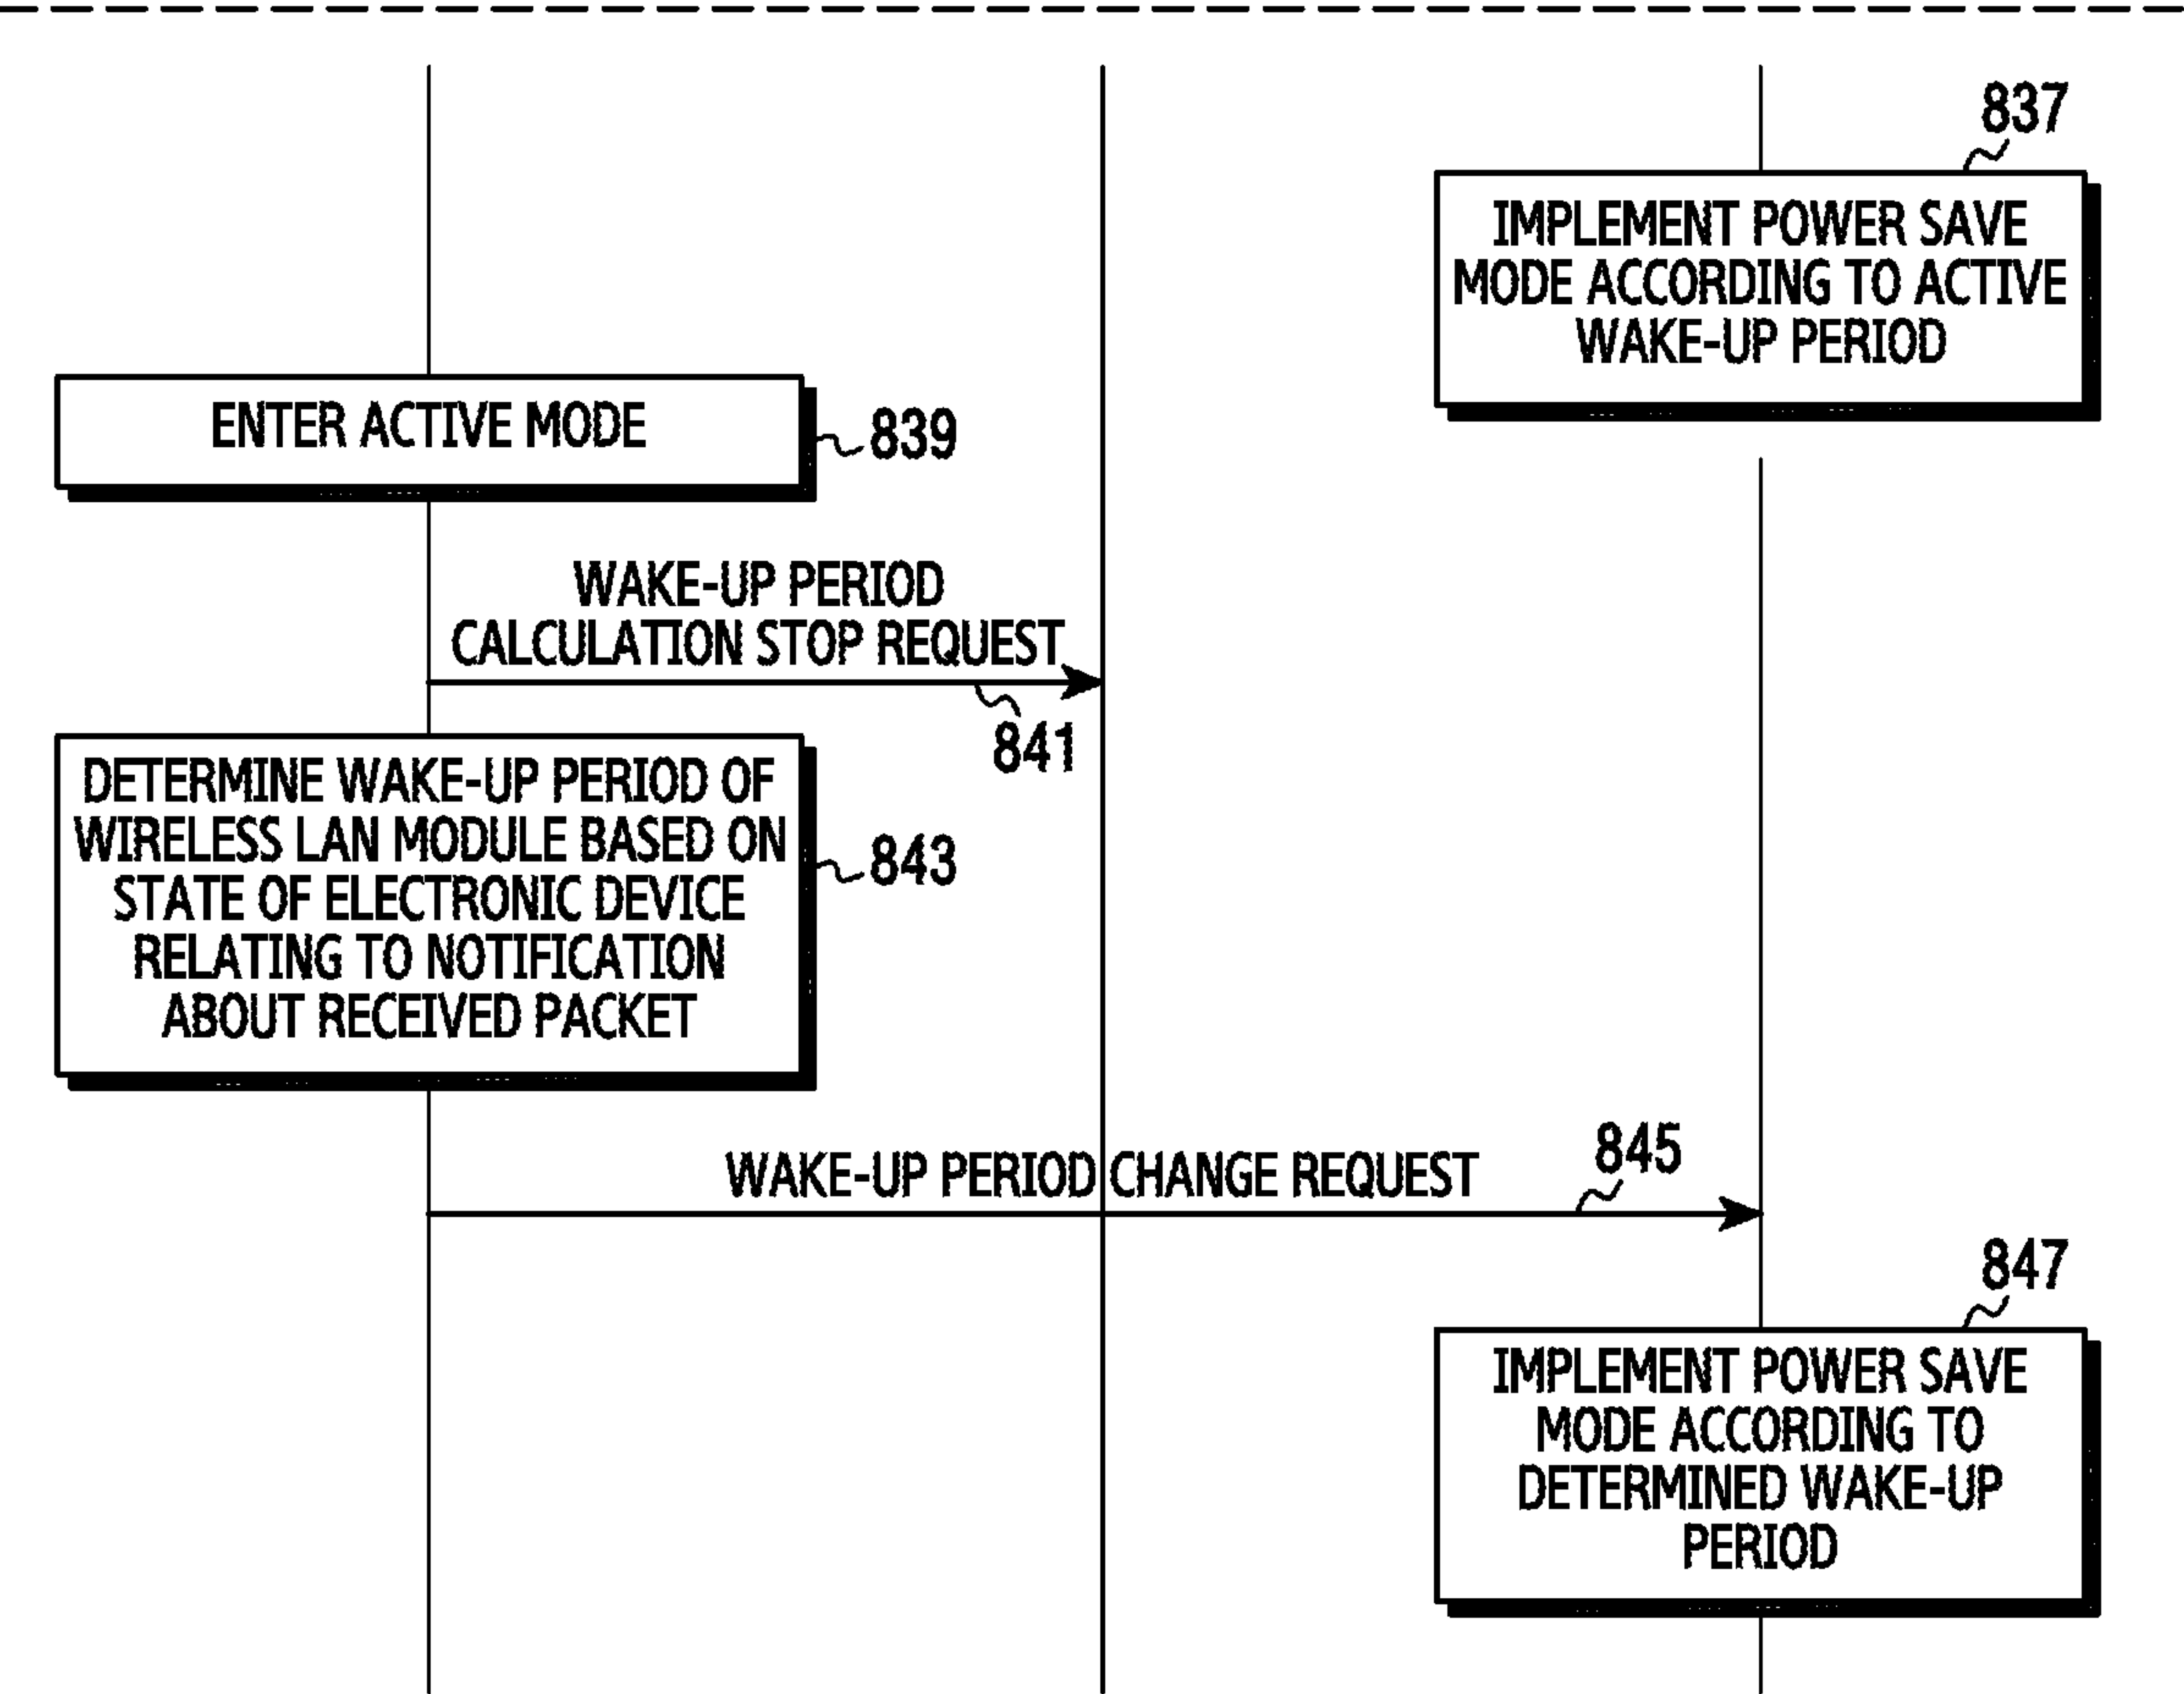 837
IMPLEMENT POWER SAVE
MODE ACCORDING TO ACTIVE
WAKE-UP PERIOD
ENTER ACTIVE MODE
839
WAKE-UP PERIOD
CALCULATION STOP REQUEST
841
DETERMINE WAKE-UP PERIOD OF
WIRELESS LAN MODULE BASED ON
STATE OF ELECTRONIC DEVICE
RELATING TO NOTIFICATION
ABOUT RECEIVED PACKET
843
WAKE-UP PERIOD CHANGE REQUEST
845
847
IMPLEMENT POWER SAVE
MODE ACCORDING TO
DETERMINED WAKE-UP
PERIOD